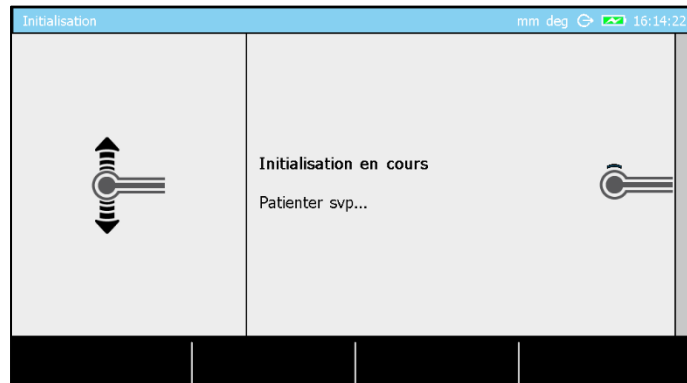 Initialisation
mm deg 16:14:22
Initialisation en cours
Patienter svp...